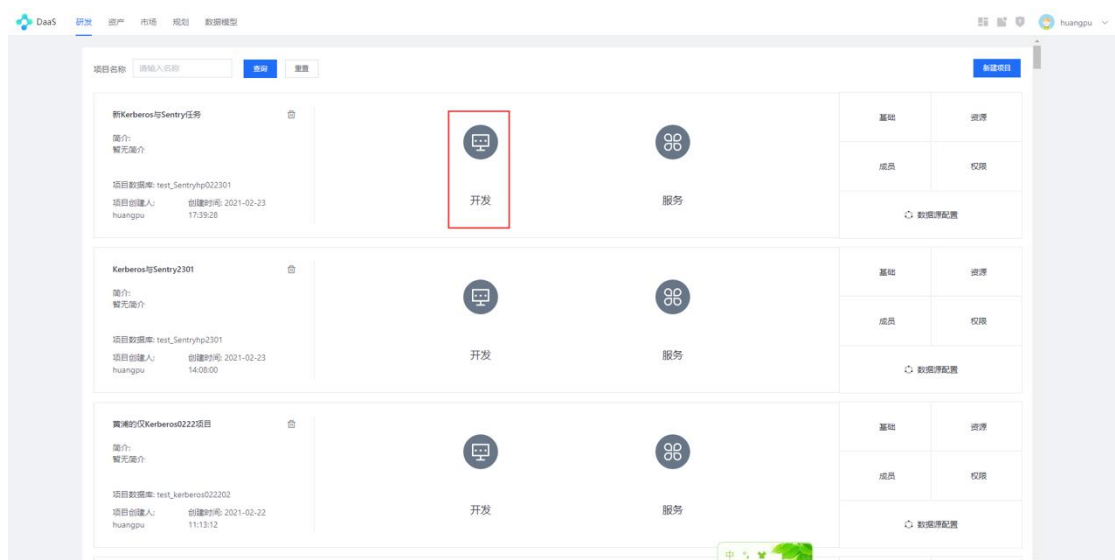 DaaS 研发 资产 市场 规划 数据模型 huangpu
项目名称 请输入名称 查询 重置 新建项目
新Kerberos与Sentry任务
简介:
暂无简介
项目数据库: test_Sentryhp022301
项目创建人: 创建时间: 2021-02-23
huangpu 17:39:28
开发 服务
基础 资源
成员 权限
数据源配置
Kerberos与Sentry2301
简介:
暂无简介
项目数据库: test_Sentryhp2301
项目创建人: 创建时间: 2021-02-23
huangpu 14:08:00
开发 服务
基础 资源
成员 权限
数据源配置
黄浦的仅Kerberos0222项目
简介:
暂无简介
项目数据库: test_kerberos022202
项目创建人: 创建时间: 2021-02-22
huangpu 11:13:12
开发 服务
基础 资源
成员 权限
数据源配置
中